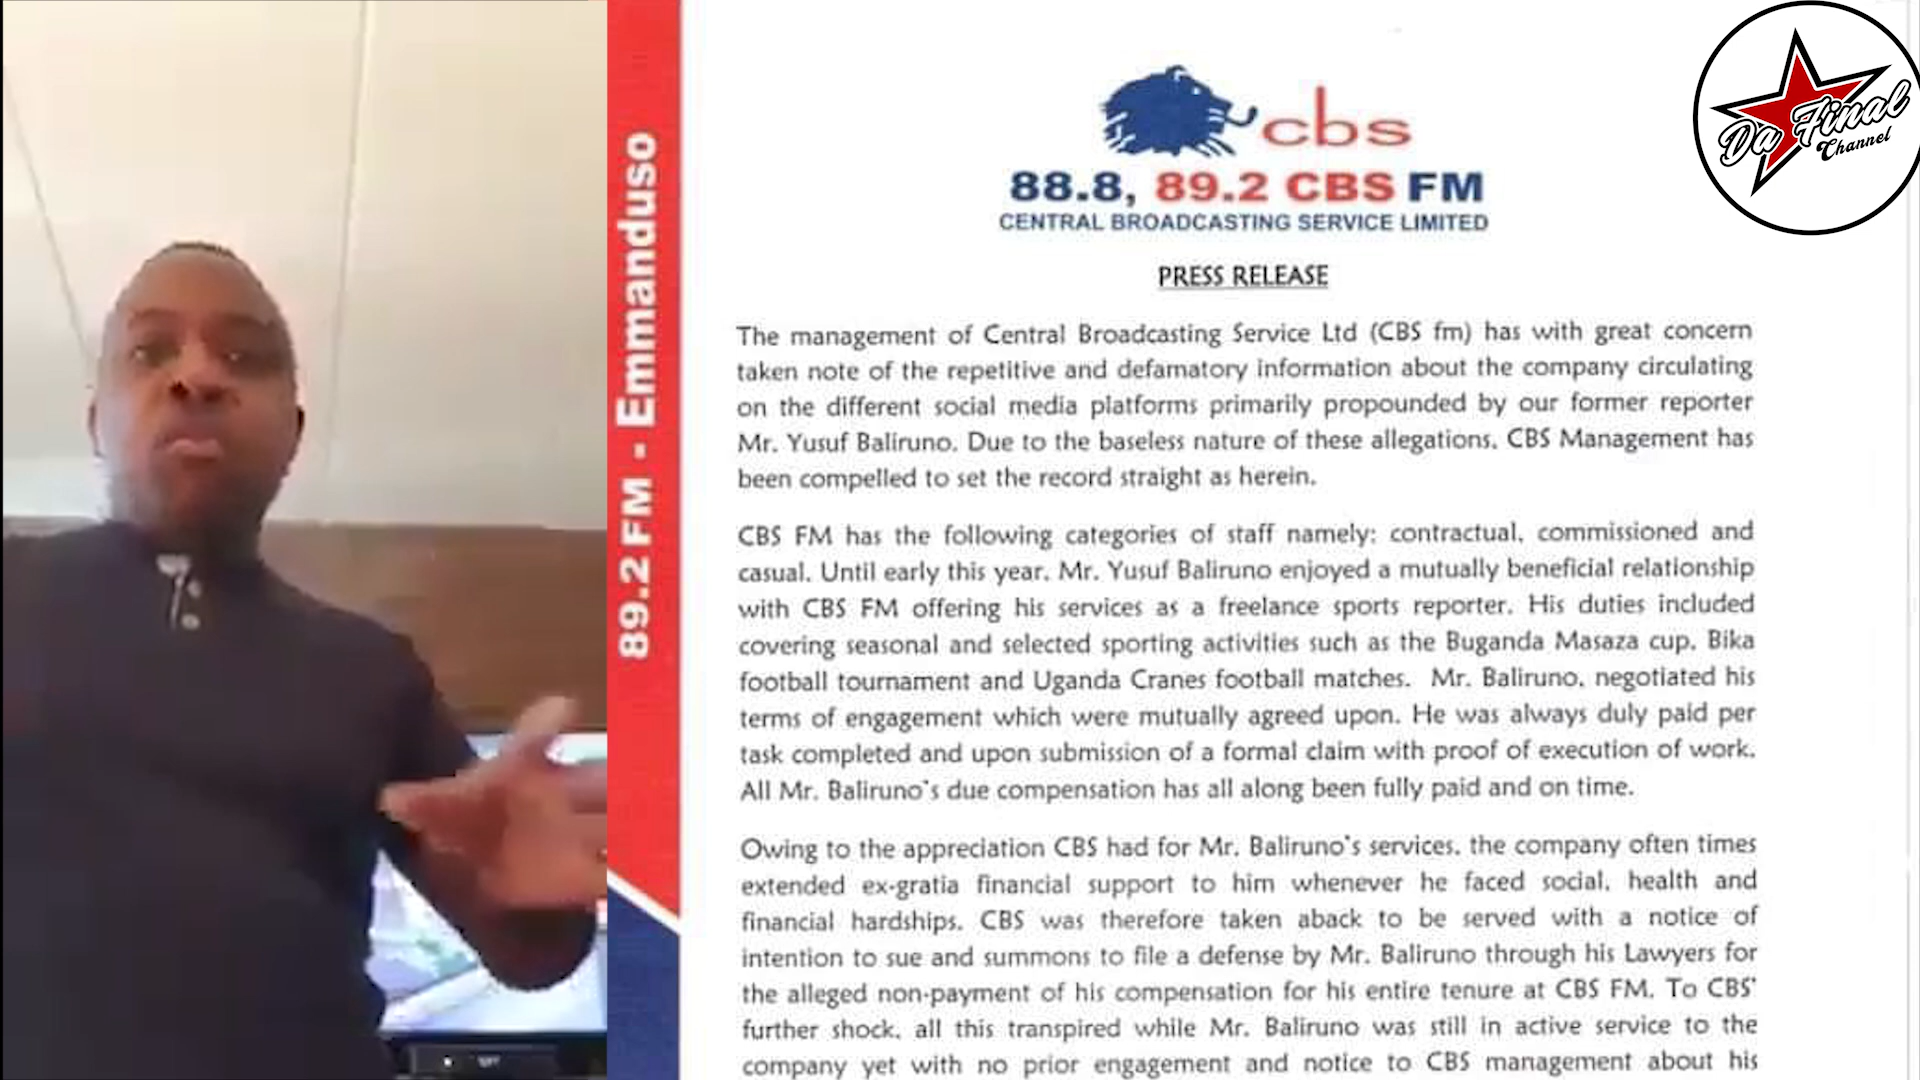 89.2 FM - Emmanduso
cbs
88.8, 89.2 CBS FM
CENTRAL BROADCASTING SERVICE LIMITED
PRESS RELEASE
The management of Central Broadcasting Service Ltd (CBS fm) has with great concern
taken note of the repetitive and defamatory information about the company circulating
on the different social media platforms primarily propounded by our former reporter
Mr. Yusuf Baliruno. Due to the baseless nature of these allegations, CBS Management has
been compelled to set the record straight as herein.
CBS FM has the following categories of staff namely; contractual, commissioned and
casual. Until early this year, Mr. Yusuf Baliruno enjoyed a mutually beneficial relationship
with CBS FM offering his services as a freelance sports reporter. His duties included
covering seasonal and selected sporting activities such as the Buganda Masaza cup, Bika
football tournament and Uganda Cranes football matches. Mr. Baliruno, negotiated his
terms of engagement which were mutually agreed upon. He was always duly paid per
task completed and upon submission of a formal claim with proof of execution of work.
All Mr. Baliruno's due compensation has all along been fully paid and on time.
Owing to the appreciation CBS had for Mr. Baliruno's services, the company often times
extended ex-gratia financial support to him whenever he faced social, health and
financial hardships. CBS was therefore taken aback to be served with a notice of
intention to sue and summons to file a defense by Mr. Baliruno through his Lawyers for
the alleged non-payment of his compensation for his entire tenure at CBS FM. To CBS'
further shock, all this transpired while Mr. Baliruno was still in active service to the
company yet with no prior engagement and notice to CBS management about his
Da Final
Channel